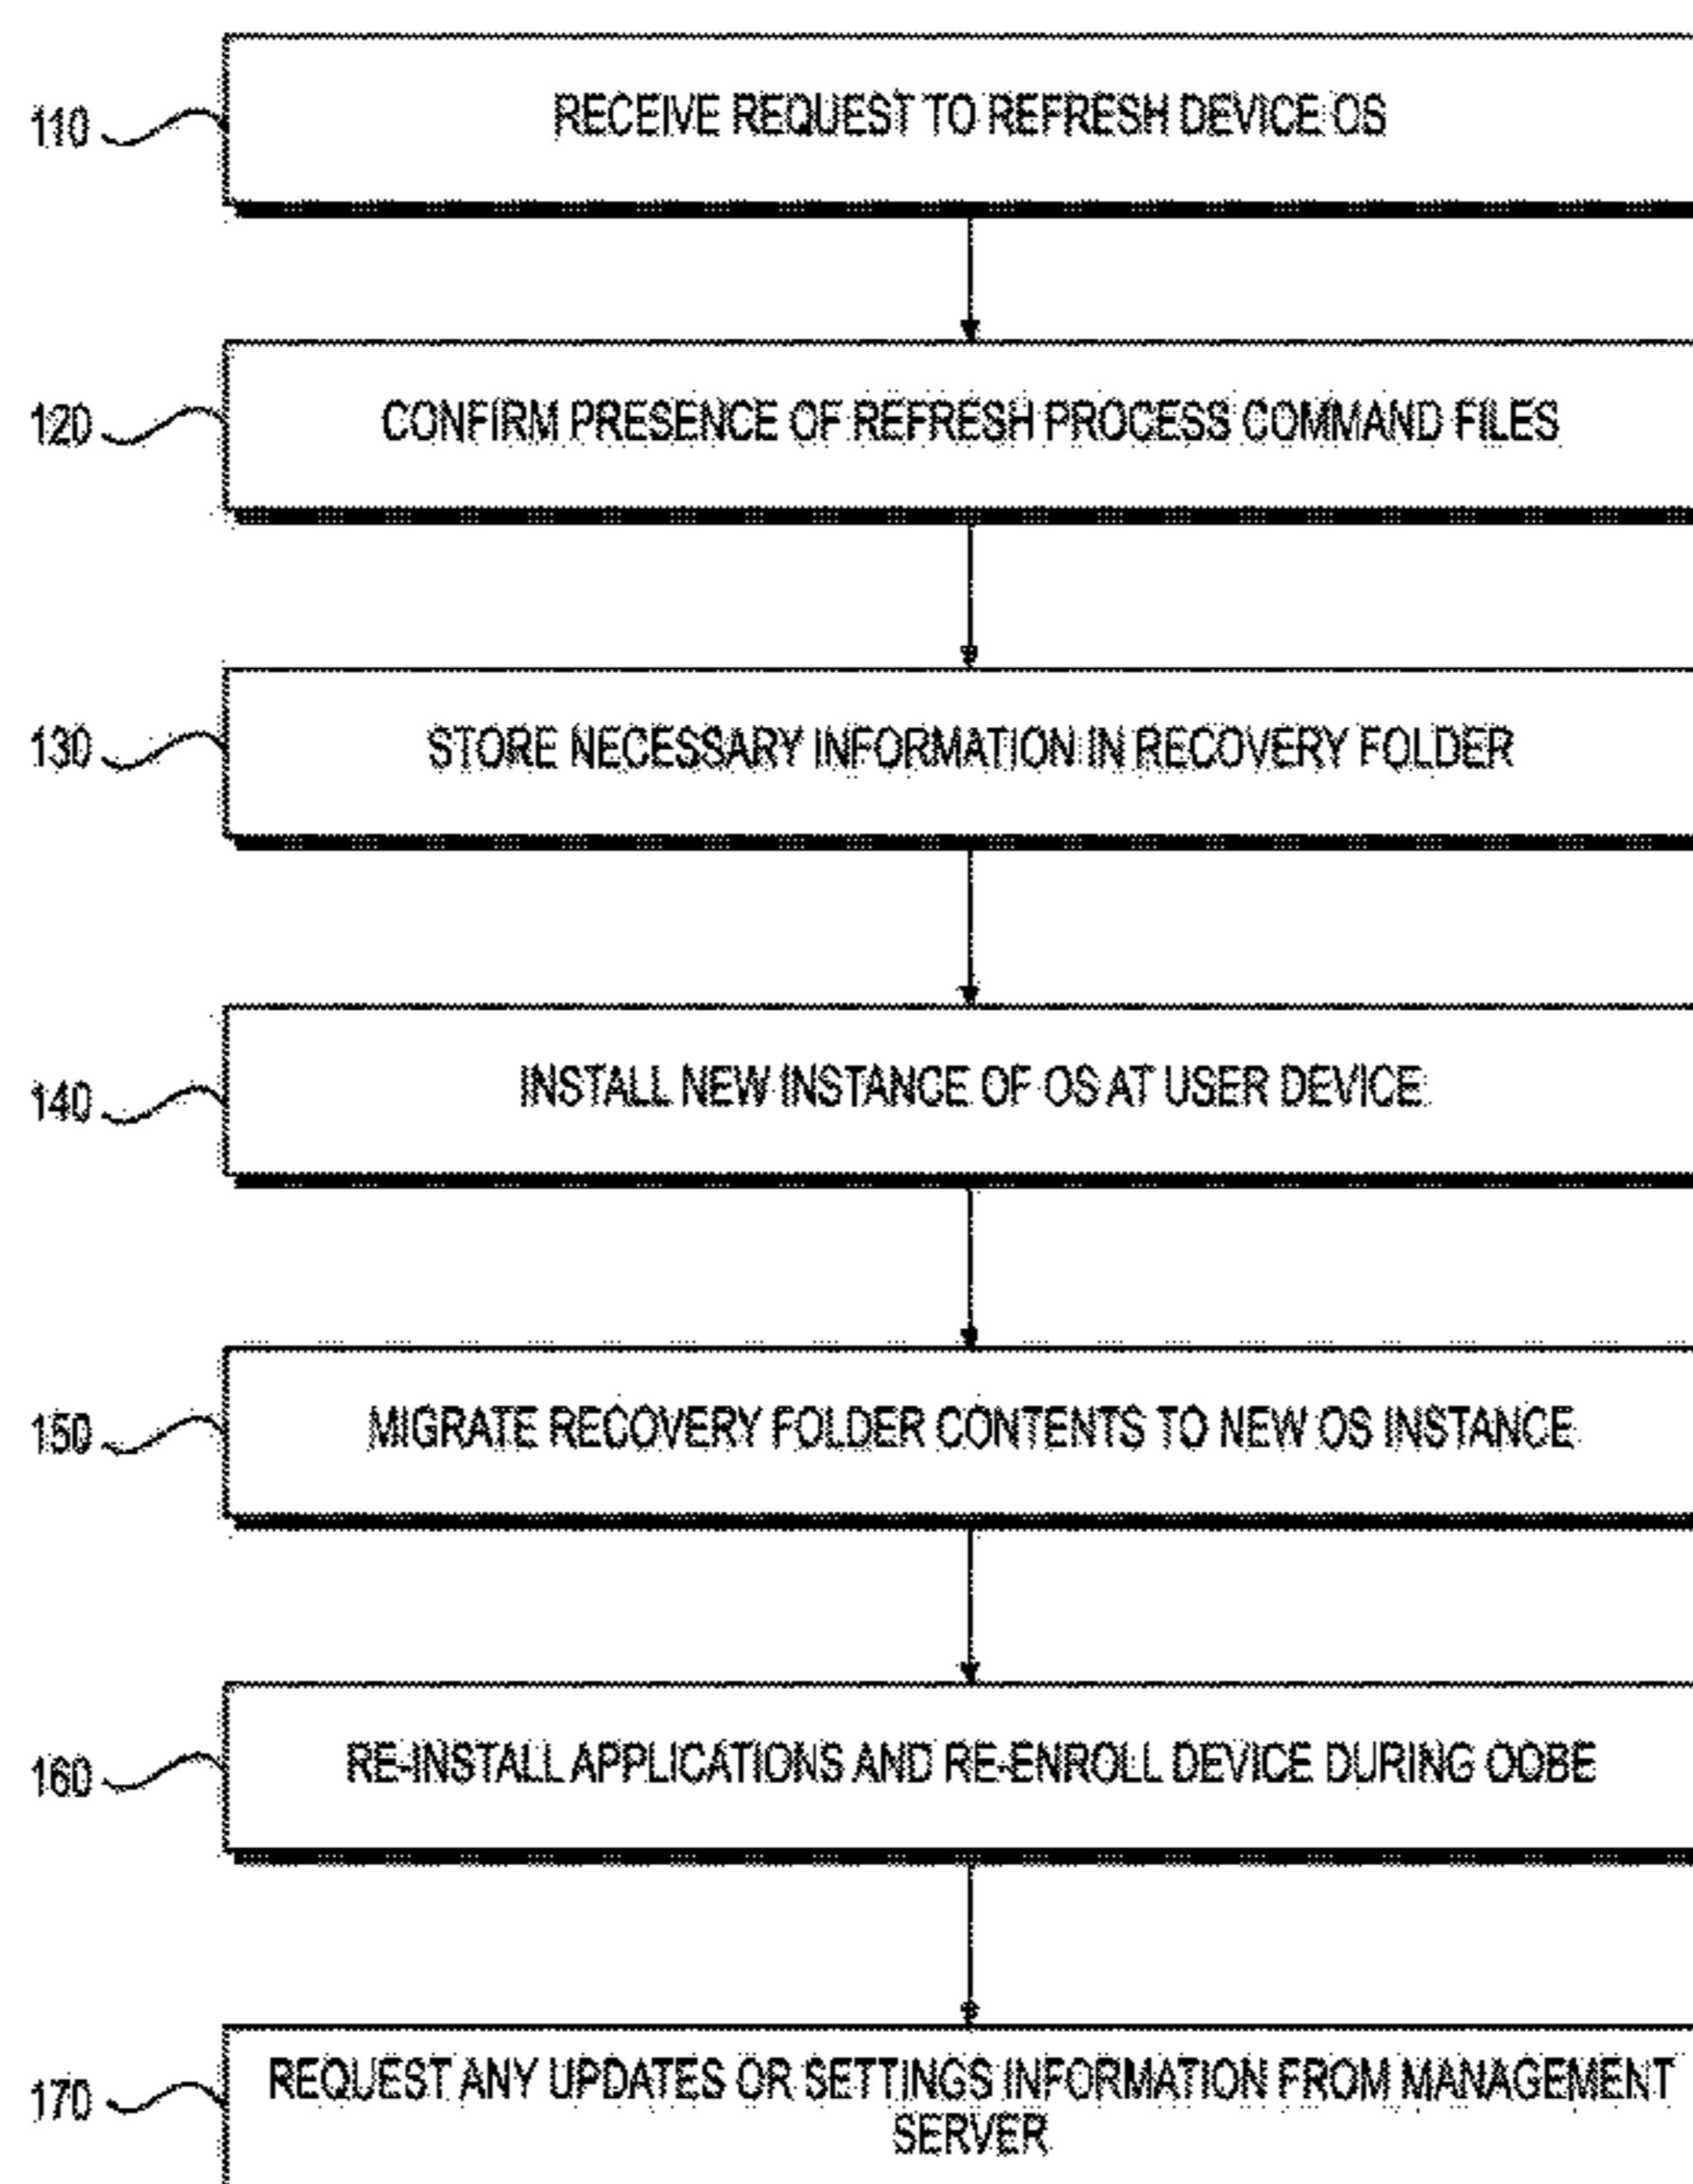 110
RECEIVE REQUEST TO REFRESH DEVICE OS
120
CONFIRM PRESENCE OF REFRESH PROCESS COMMAND FILES
130
STORE NECESSARY INFORMATION IN RECOVERY FOLDER
140
INSTALL NEW INSTANCE OF OS AT USER DEVICE
150
MIGRATE RECOVERY FOLDER CONTENTS TO NEW OS INSTANCE
160
RE-INSTALL APPLICATIONS AND RE-ENROLL DEVICE DURING OOBE
170
REQUEST ANY UPDATES OR SETTINGS INFORMATION FROM MANAGEMENT
SERVER